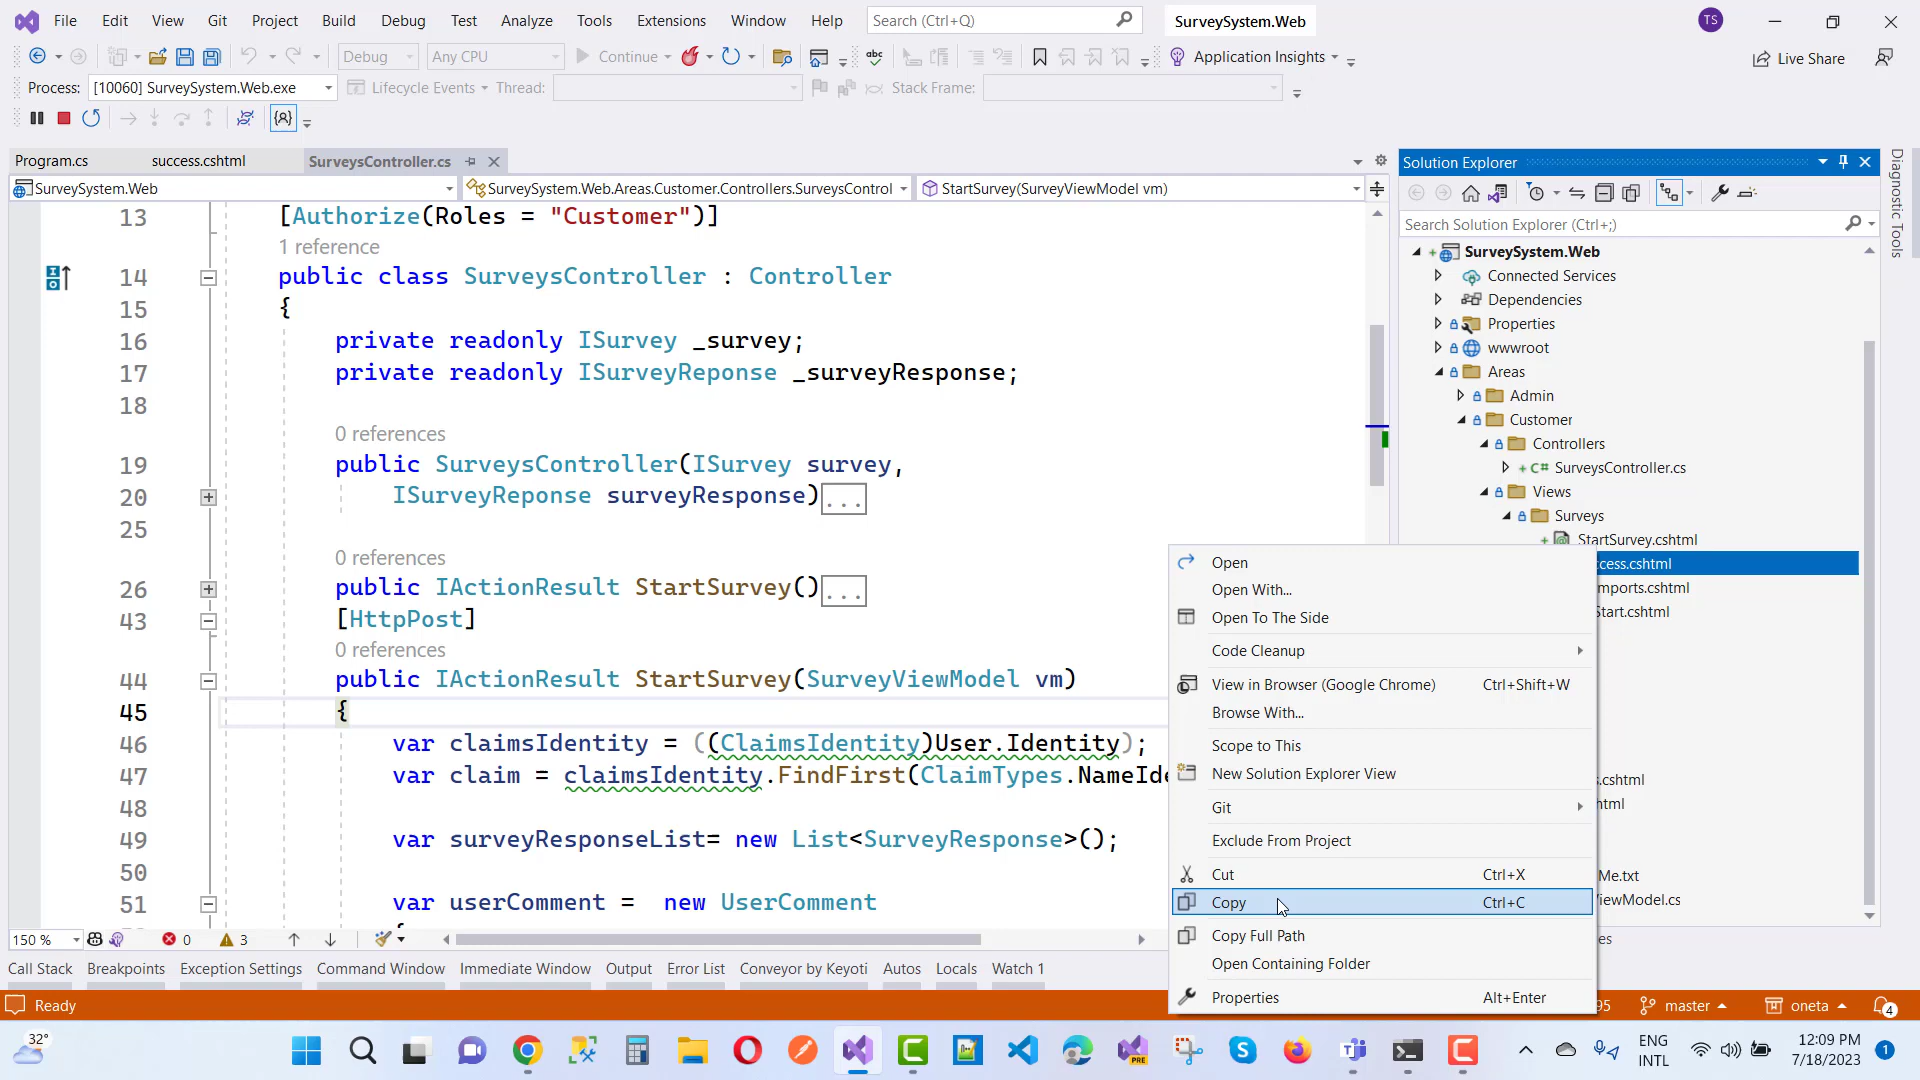 File Edit View Git Project Build Debug Test Analyze Tools Extensions Window Help Search (Ctrl+Q) SurveySystem.Web TS
Debug Any CPU Continue Application Insights Live Share
Process: [10060] SurveySystem.Web.exe Lifecycle Events Thread: Stack Frame:
Program.cs success.cshtml SurveysController.cs
SurveySystem.Web SurveySystem.Web.Areas.Customer.Controllers.SurveysControl StartSurvey(SurveyViewModel vm)
13 [Authorize(Roles = "Customer")]
1 reference
14 public class SurveysController : Controller
15 {
16 private readonly ISurvey _survey;
17 private readonly ISurveyReponse _surveyResponse;
18
0 references
19 public SurveysController(ISurvey survey,
20 ISurveyReponse surveyResponse)...
25
0 references
26 public IActionResult StartSurvey()...
43 [HttpPost]
0 references
44 public IActionResult StartSurvey(SurveyViewModel vm)
45 {
46 var claimsIdentity = ((ClaimsIdentity)User.Identity);
47 var claim = claimsIdentity.FindFirst(ClaimTypes.NameIde
48
49 var surveyResponseList= new List<SurveyResponse>();
50
51 var userComment = new UserComment
150 % 0 3
Call Stack Breakpoints Exception Settings Command Window Immediate Window Output Error List Conveyor by Keyoti Autos Locals Watch 1
Solution Explorer
Search Solution Explorer (Ctrl+;)
SurveySystem.Web
Connected Services
Dependencies
Properties
wwwroot
Areas
Admin
Customer
Controllers
C# SurveysController.cs
Views
Surveys
StartSurvey.cshtml
cess.cshtml
mports.cshtml
Start.cshtml
s.cshtml
html
Me.txt
iewModel.cs
es
Diagnostic Tools
Open
Open With...
Open To The Side
Code Cleanup
View in Browser (Google Chrome) Ctrl+Shift+W
Browse With...
Scope to This
New Solution Explorer View
Git
Exclude From Project
Cut Ctrl+X
Copy Ctrl+C
Copy Full Path
Open Containing Folder
Properties Alt+Enter
Ready 95 master oneta 4
32° PRE ENG INTL 12:09 PM 7/18/2023 1